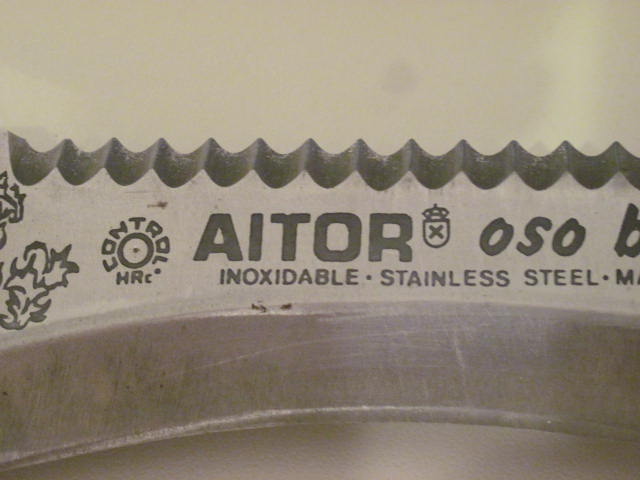 CONTROL
HRc
AITOR
oso
INOXIDABLE · STAINLESS STEEL ·